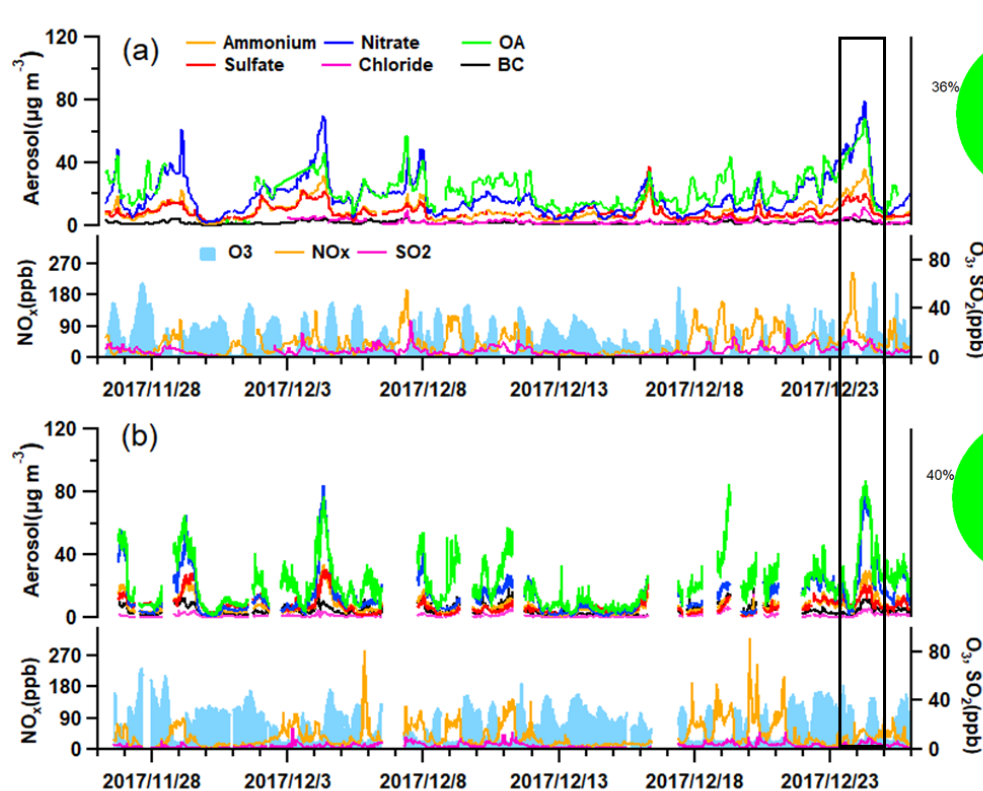 120
(a)
Ammonium Nitrate OA
Sulfate Chloride BC
Aerosol(μg m⁻³)
80
40
0
36%
O3 NOx SO2
NOx(ppb)
270
180
90
0
80
40
0
O3, SO2(ppb)
2017/11/28 2017/12/3 2017/12/8 2017/12/13 2017/12/18 2017/12/23
120
(b)
Aerosol(μg m⁻³)
80
40
0
40%
NOx(ppb)
270
180
90
0
80
40
0
O3, SO2(ppb)
2017/11/28 2017/12/3 2017/12/8 2017/12/13 2017/12/18 2017/12/23